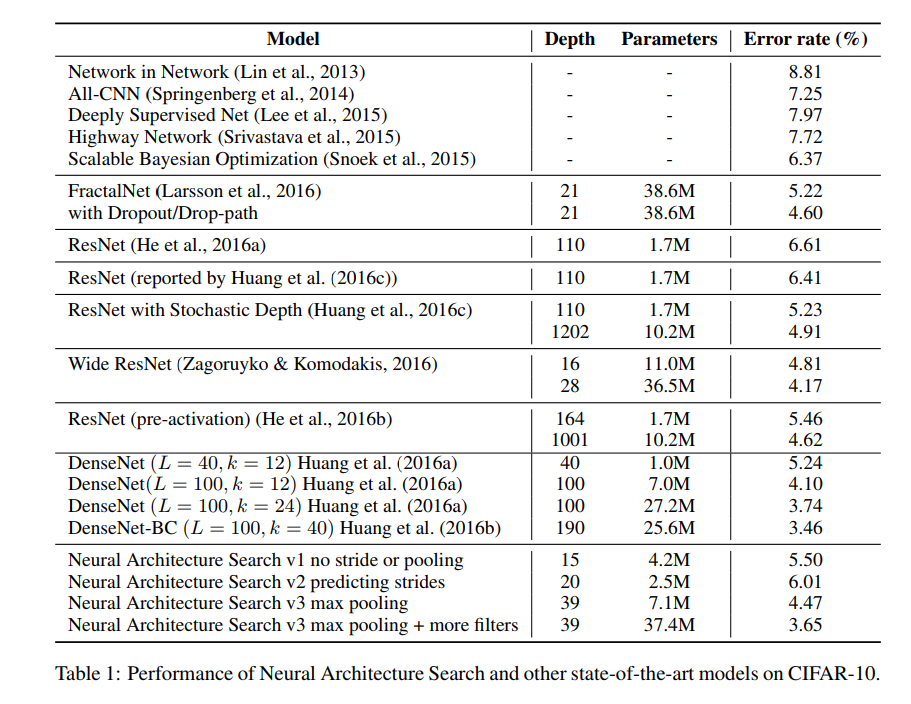 Model Depth Parameters Error rate (%)
Network in Network (Lin et al., 2013) - - 8.81
All-CNN (Springenberg et al., 2014) - - 7.25
Deeply Supervised Net (Lee et al., 2015) - - 7.97
Highway Network (Srivastava et al., 2015) - - 7.72
Scalable Bayesian Optimization (Snoek et al., 2015) - - 6.37
FractalNet (Larsson et al., 2016) 21 38.6M 5.22
with Dropout/Drop-path 21 38.6M 4.60
ResNet (He et al., 2016a) 110 1.7M 6.61
ResNet (reported by Huang et al. (2016c)) 110 1.7M 6.41
ResNet with Stochastic Depth (Huang et al., 2016c) 110 1.7M 5.23
1202 10.2M 4.91
Wide ResNet (Zagoruyko & Komodakis, 2016) 16 11.0M 4.81
28 36.5M 4.17
ResNet (pre-activation) (He et al., 2016b) 164 1.7M 5.46
1001 10.2M 4.62
DenseNet (L = 40, k = 12) Huang et al. (2016a) 40 1.0M 5.24
DenseNet(L = 100, k = 12) Huang et al. (2016a) 100 7.0M 4.10
DenseNet (L = 100, k = 24) Huang et al. (2016a) 100 27.2M 3.74
DenseNet-BC (L = 100, k = 40) Huang et al. (2016b) 190 25.6M 3.46
Neural Architecture Search v1 no stride or pooling 15 4.2M 5.50
Neural Architecture Search v2 predicting strides 20 2.5M 6.01
Neural Architecture Search v3 max pooling 39 7.1M 4.47
Neural Architecture Search v3 max pooling + more filters 39 37.4M 3.65
Table 1: Performance of Neural Architecture Search and other state-of-the-art models on CIFAR-10.